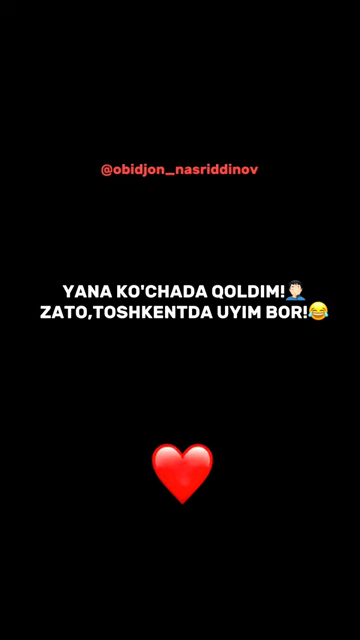 @obidjon_nasriddinov
YANA KO'CHADA QOLDIM!🤦🏻‍♂️
ZATO,TOSHKENTDA UYIM BOR!😂